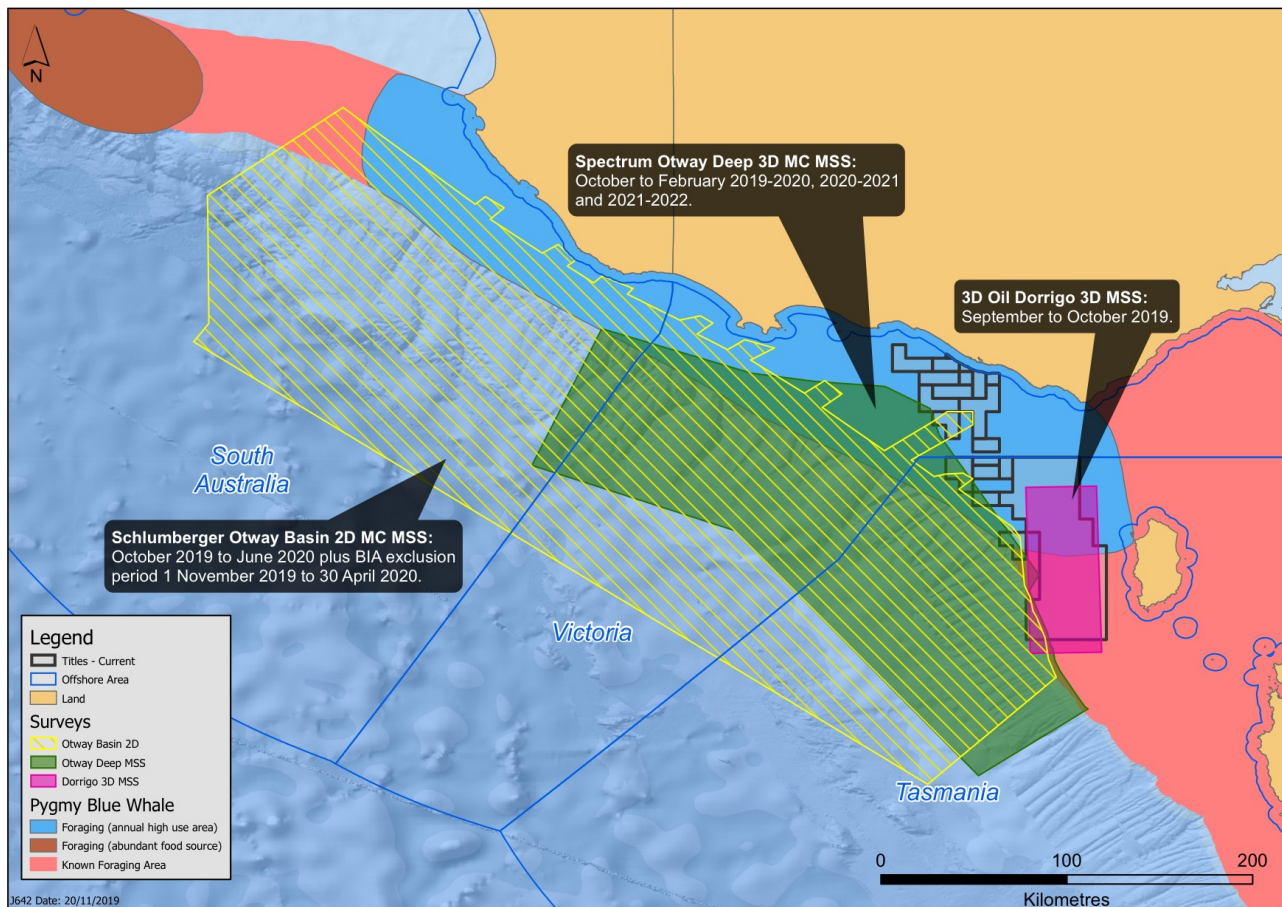 N
Spectrum Otway Deep 3D MC MSS:
October to February 2019-2020, 2020-2021
and 2021-2022.
3D Oil Dorrigo 3D MSS:
September to October 2019.
South
Australia
Schlumberger Otway Basin 2D MC MSS:
October 2019 to June 2020 plus BIA exclusion
period 1 November 2019 to 30 April 2020.
Victoria
Tasmania
Legend
Titles - Current
Offshore Area
Land
Surveys
Otway Basin 2D
Otway Deep MSS
Dorrigo 3D MSS
Pygmy Blue Whale
Foraging (annual high use area)
Foraging (abundant food source)
Known Foraging Area
0 100 200
Kilometres
J642 Date: 20/11/2019